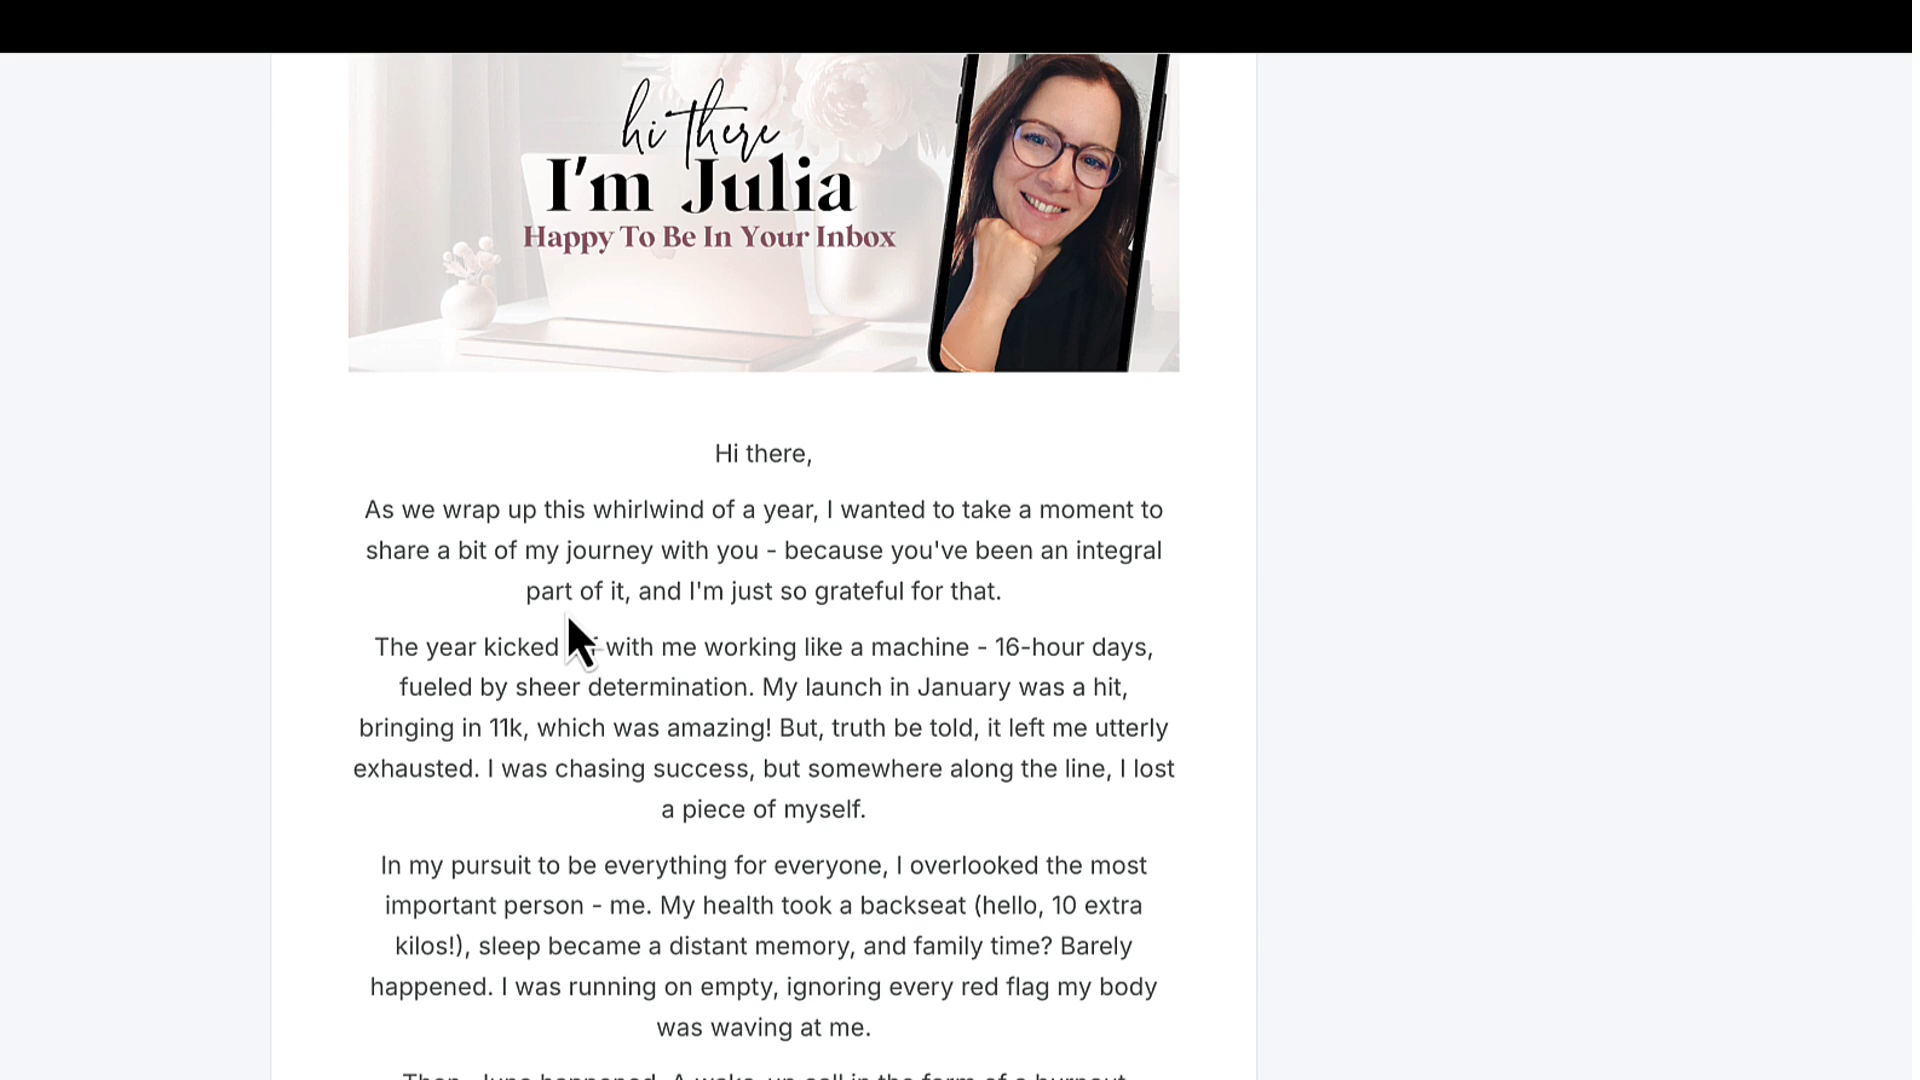 hi there
I'm Julia
Happy To Be In Your Inbox
Hi there,
As we wrap up this whirlwind of a year, I wanted to take a moment to
share a bit of my journey with you - because you've been an integral
part of it, and I'm just so grateful for that.
The year kicked with me working like a machine - 16-hour days,
fueled by sheer determination. My launch in January was a hit,
bringing in 11k, which was amazing! But, truth be told, it left me utterly
exhausted. I was chasing success, but somewhere along the line, I lost
a piece of myself.
In my pursuit to be everything for everyone, I overlooked the most
important person - me. My health took a backseat (hello, 10 extra
kilos!), sleep became a distant memory, and family time? Barely
happened. I was running on empty, ignoring every red flag my body
was waving at me.